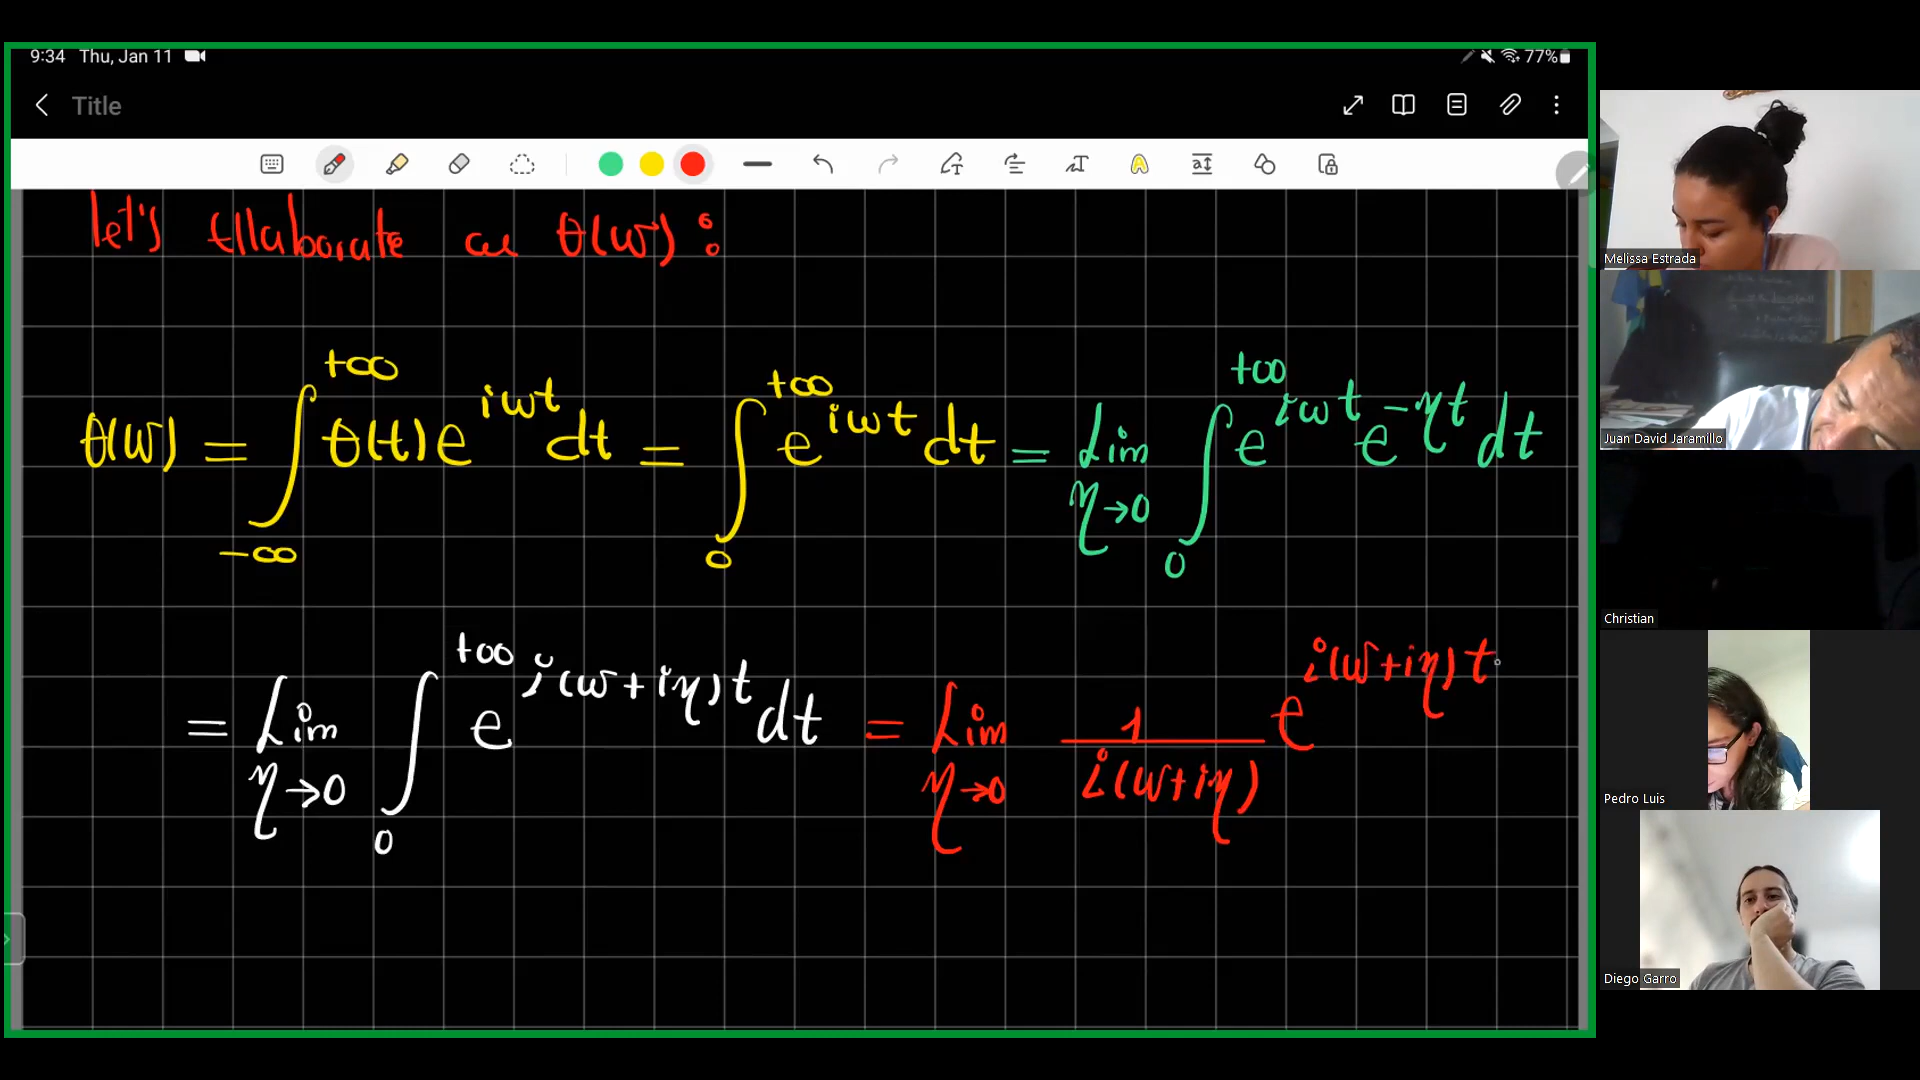 9:34 Thu, Jan 11 77%
Title
let's Ellaborate on θ(ω) :
θ(ω) = ∫_{-∞}^{+∞} θ(t) e^{iωt} dt = ∫_{0}^{+∞} e^{iωt} dt = Lim_{η→0} ∫_{0}^{+∞} e^{iωt} e^{-ηt} dt
= Lim_{η→0} ∫_{0}^{+∞} e^{i(ω+iη)t} dt = Lim_{η→0} 1/i(ω+iη) e^{i(ω+iη)t}
Melissa Estrada
Juan David Jaramillo
Christian
Pedro Luis
Diego Garro